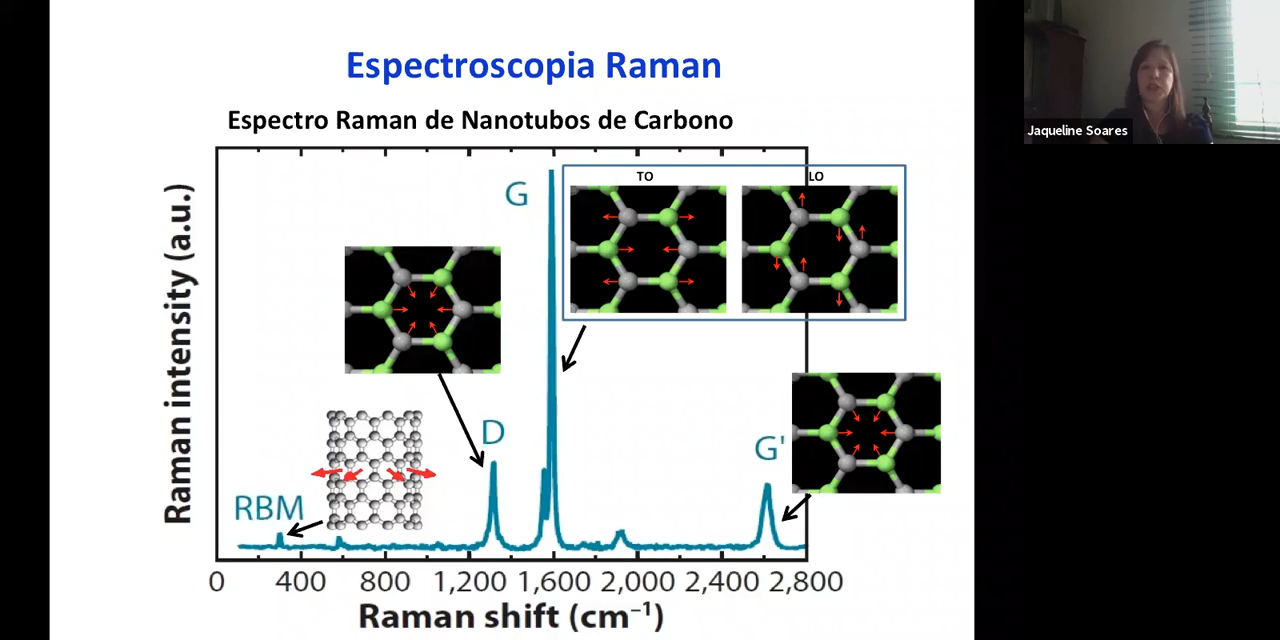 Espectroscopia Raman
Espectro Raman de Nanotubos de Carbono
Jaqueline Soares
Raman intensity (a.u.)
G
TO
LO
D
G'
RBM
0 400 800 1,200 1,600 2,000 2,400 2,800
Raman shift (cm⁻¹)